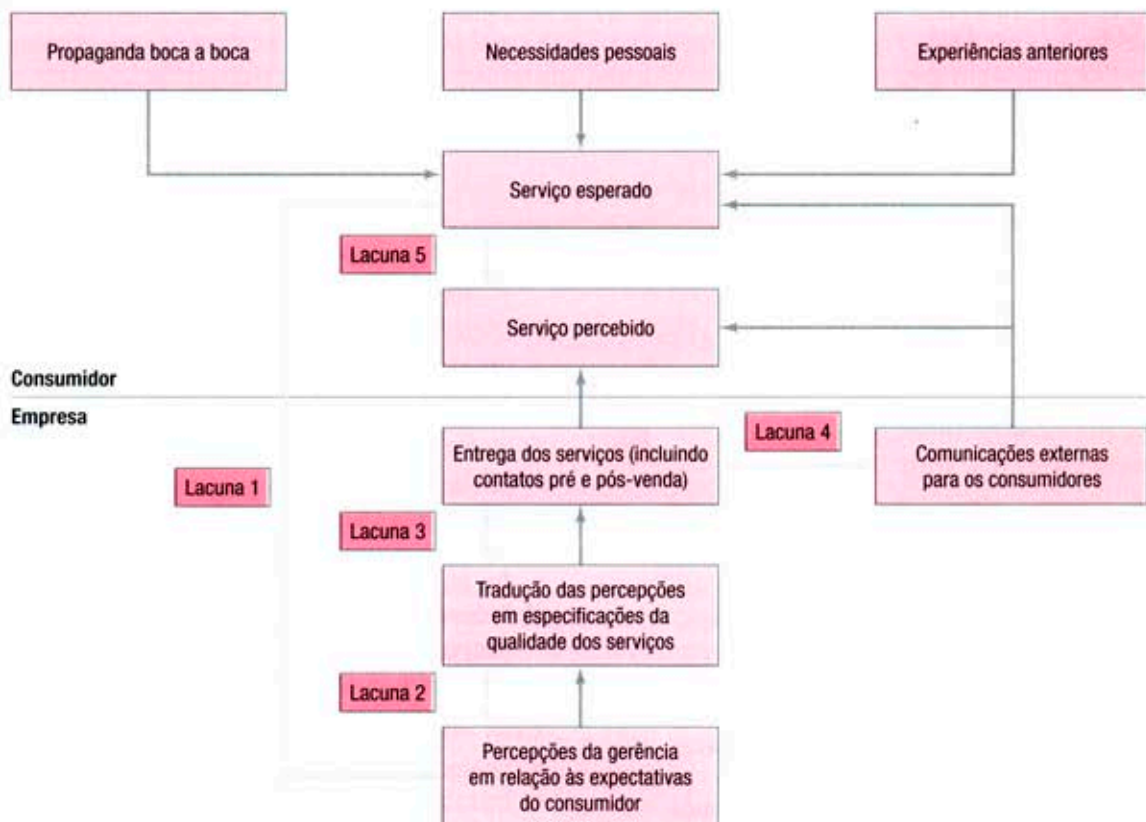 Propaganda boca a boca
Necessidades pessoais
Experiências anteriores
Serviço esperado
Lacuna 5
Serviço percebido
Consumidor
Empresa
Lacuna 4
Entrega dos serviços (incluindo
contatos pré e pós-venda)
Comunicações externas
para os consumidores
Lacuna 1
Lacuna 3
Tradução das percepções
em especificações da
qualidade dos serviços
Lacuna 2
Percepções da gerência
em relação às expectativas
do consumidor